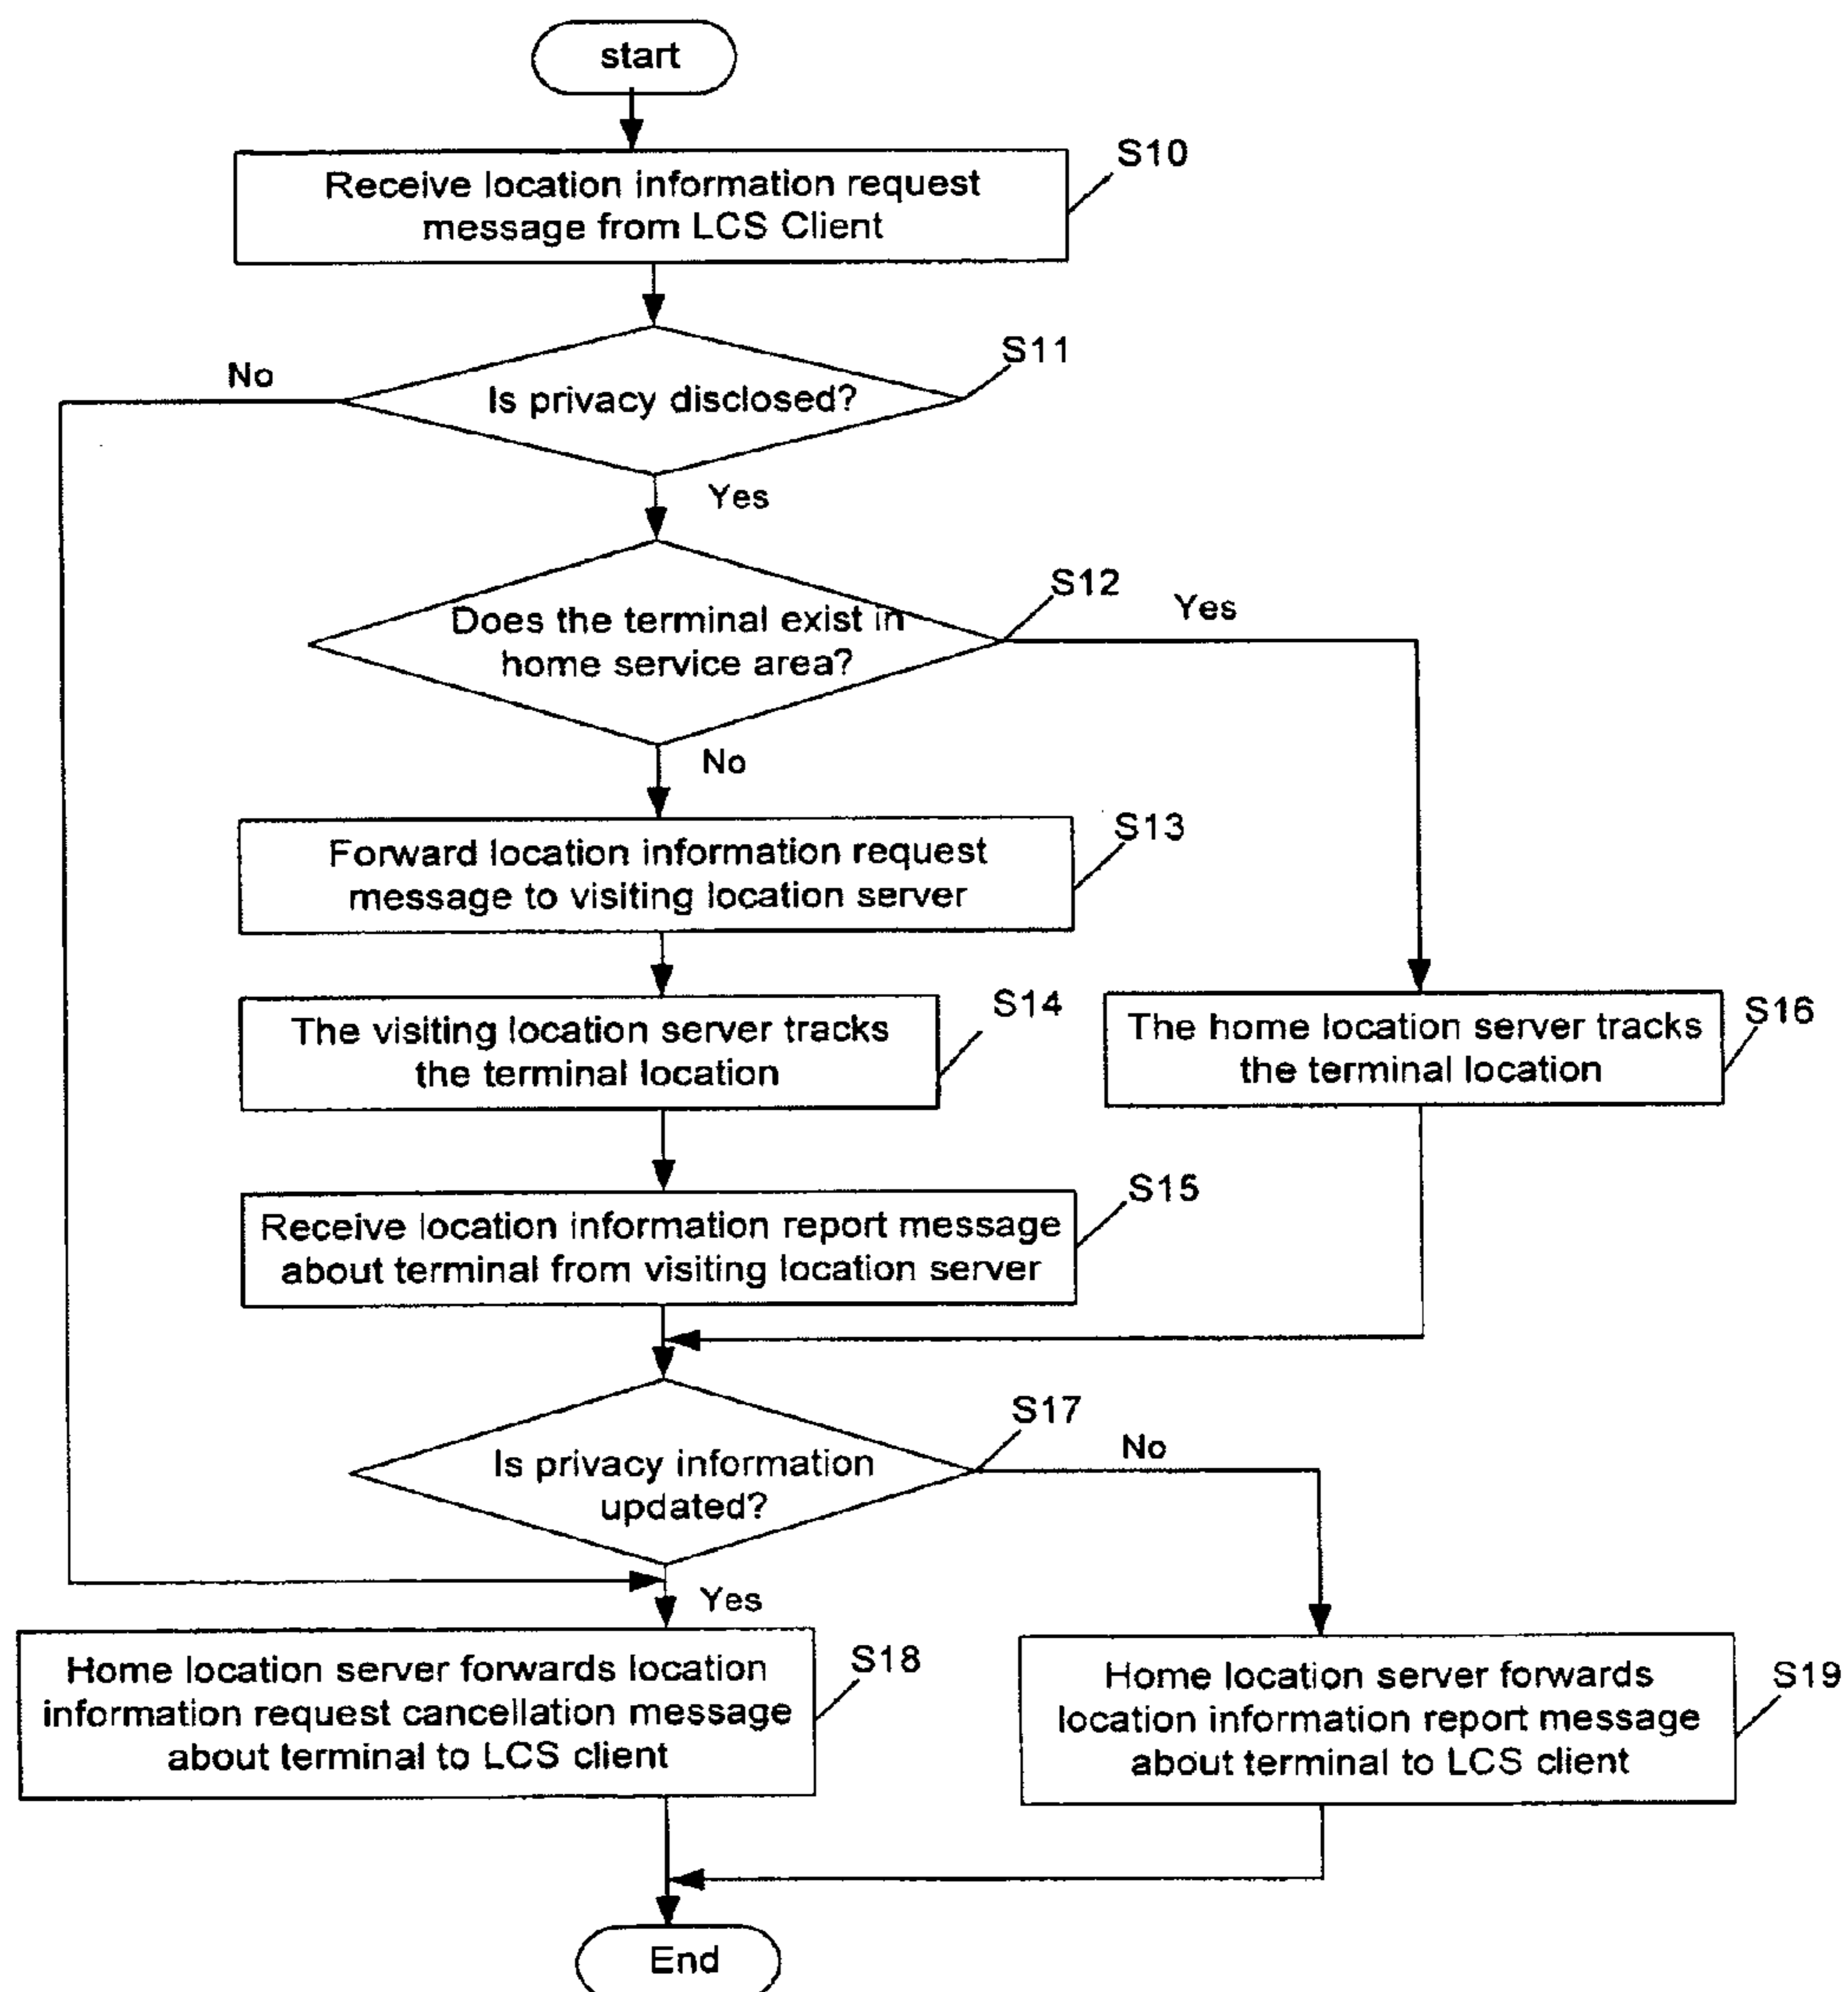 start
S10
Receive location information request
message from LCS Client
S11
No
Is privacy disclosed?
Yes
S12
Yes
Does the terminal exist in
home service area?
No
S13
Forward location information request
message to visiting location server
S14
The visiting location server tracks
the terminal location
S16
The home location server tracks
the terminal location
S15
Receive location information report message
about terminal from visiting location server
S17
No
Is privacy information
updated?
Yes
S18
Home location server forwards location
information request cancellation message
about terminal to LCS client
S19
Home location server forwards
location information report message
about terminal to LCS client
End